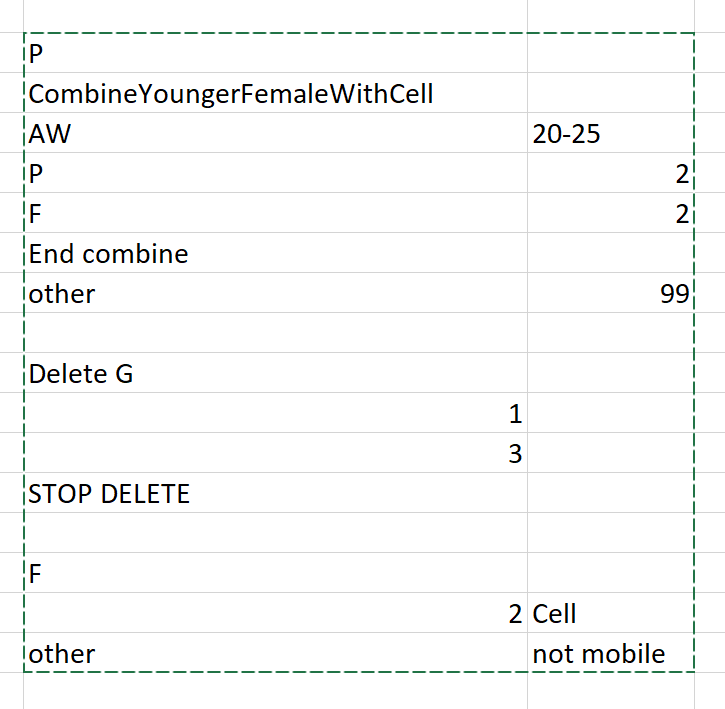 P
CombineYoungerFemaleWithCell
AW 20-25
P 2
F 2
End combine
other 99
Delete G
1
3
STOP DELETE
F
2 Cell
other not mobile